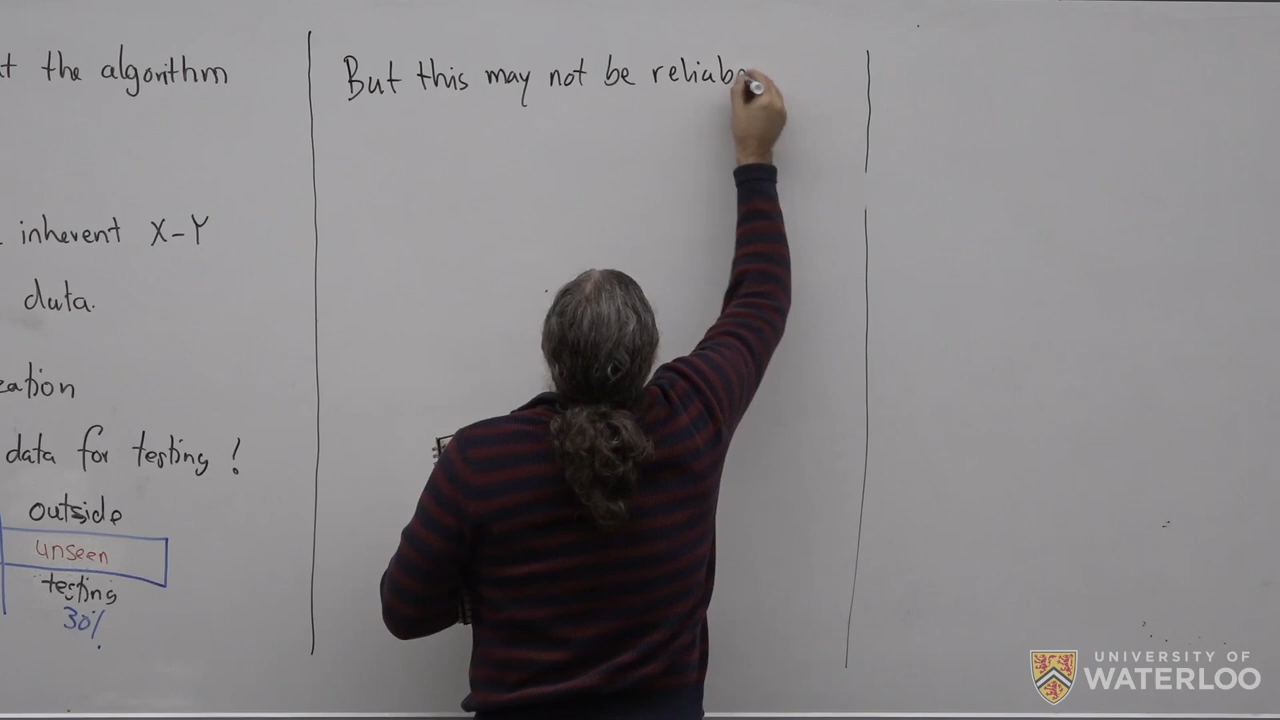 t the algorithm
inherent X-Y
data.
zation
data for testing !
outside
unseen
testing
30%
But this may not be reliab
UNIVERSITY OF
WATERLOO